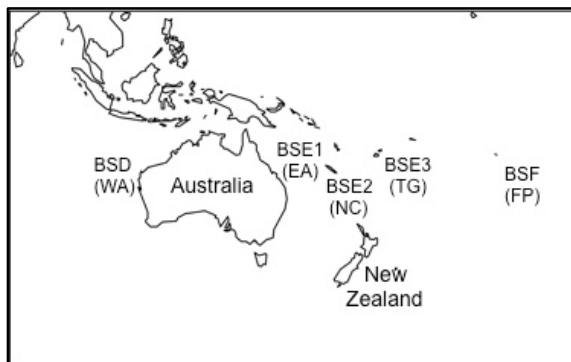 BSD
(WA)
Australia
BSE1
(EA)
BSE2
(NC)
BSE3
(TG)
BSF
(FP)
New
Zealand